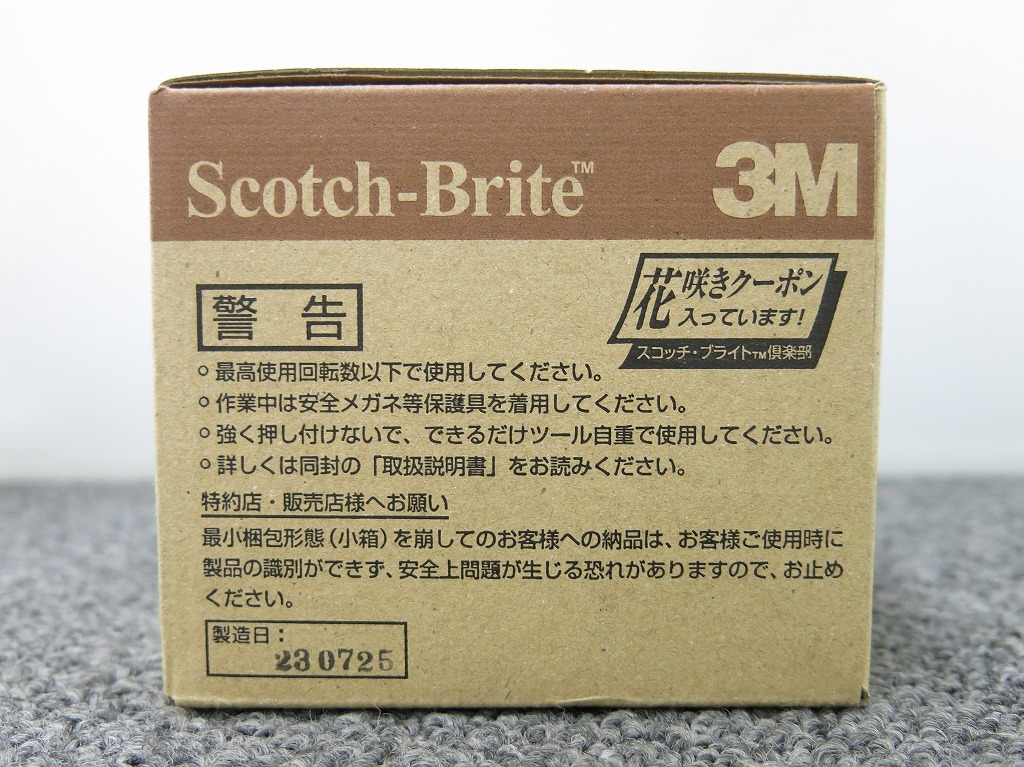 Scotch-Brite™ 3M
花咲きクーポン
入っています!
スコッチ・ブライト™倶楽部
警告
○ 最高使用回転数以下で使用してください。
○ 作業中は安全メガネ等保護具を着用してください。
○ 強く押し付けないで、できるだけツール自重で使用してください。
○ 詳しくは同封の「取扱説明書」をお読みください。
特約店・販売店様へお願い
最小梱包形態(小箱)を崩してのお客様への納品は、お客様ご使用時に
製品の識別ができず、安全上問題が生じる恐れがありますので、お止め
ください。
製造日:
230725